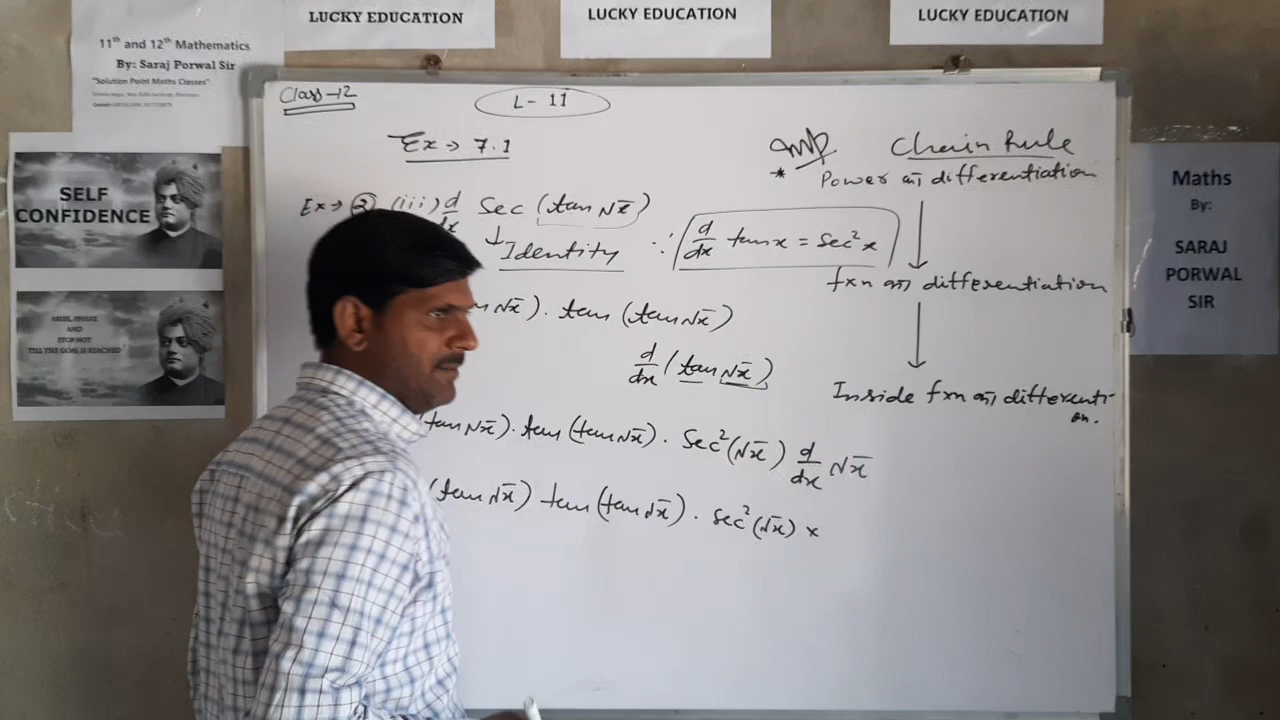 LUCKY EDUCATION
LUCKY EDUCATION
LUCKY EDUCATION
11th and 12th Mathematics
By: Saraj Porwal Sir
"Solution Point Maths Classes"
SELF
CONFIDENCE
ARISE, AWAKE
AND
STOP NOT
TILL THE GOAL IS REACHED
Class-12
L- 11
Ex → 7.1
Ex → ② (iii) d/dx Sec (tan √x)
↓ Identity ∵ d/dx tanx = sec²x
n √x). tan (tan √x)
d/dx (tan √x)
(tan √x). tan (tan √x). Sec²(√x) d/dx √x
(tan √x) tan (tan √x). Sec²(√x) ×
Imp Chain Rule
* Power का differentiation
↓
fxn का differentiation
↓
Inside fxn का differenti-
on.
Maths
By:
SARAJ
PORWAL
SIR